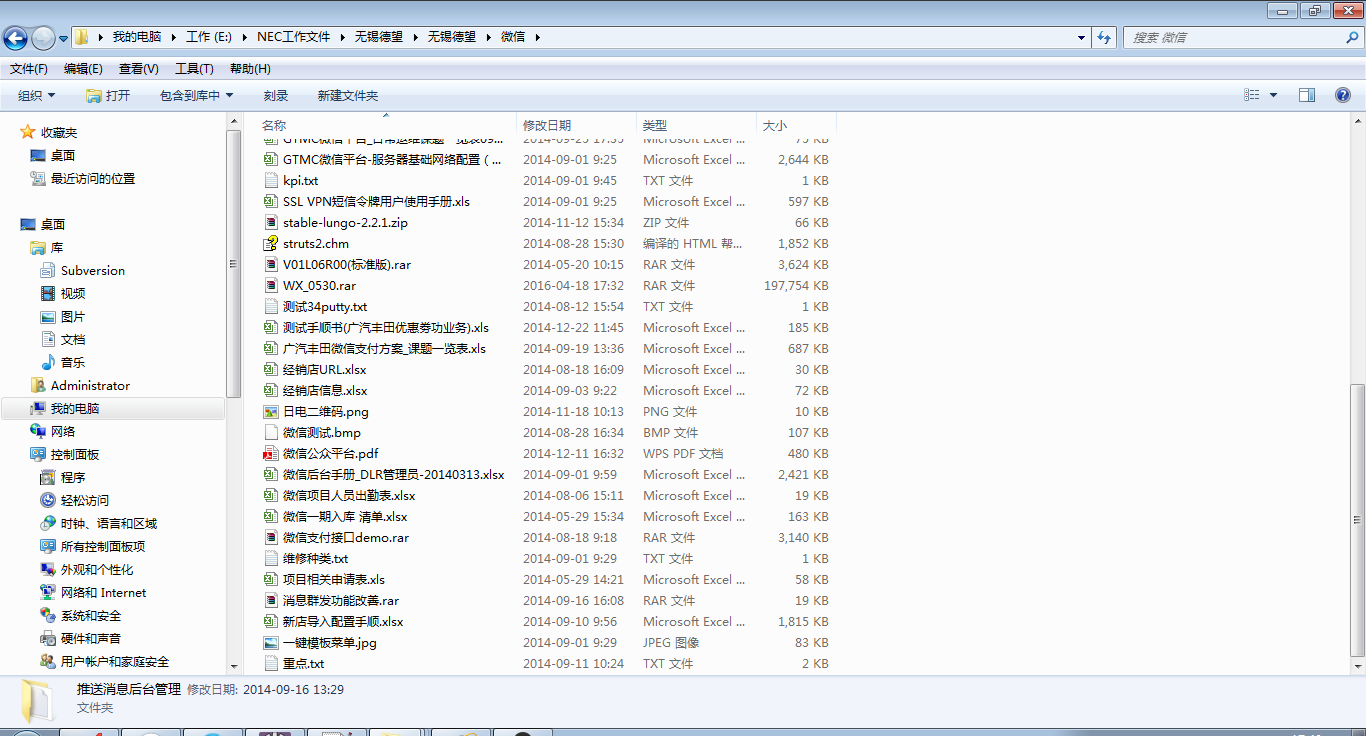 我的电脑 工作 (E:) NEC工作文件 无锡德望 无锡德望 微信
搜索 微信
文件(F) 编辑(E) 查看(V) 工具(T) 帮助(H)
组织 打开 包含到库中 刻录 新建文件夹
收藏夹
桌面
最近访问的位置
桌面
库
Subversion
视频
图片
文档
音乐
Administrator
我的电脑
网络
控制面板
程序
轻松访问
时钟、语言和区域
所有控制面板项
外观和个性化
网络和 Internet
系统和安全
硬件和声音
用户帐户和家庭安全
名称 修改日期 类型 大小
GTMC微信平台_日常运维课题一览表09... 2014-09-25 17:35 Microsoft Excel ... 75 KB
GTMC微信平台-服务器基础网络配置（ ... 2014-09-01 9:25 Microsoft Excel ... 2,644 KB
kpi.txt 2014-09-01 9:45 TXT 文件 1 KB
SSL VPN短信令牌用户使用手册.xls 2014-09-01 9:25 Microsoft Excel ... 597 KB
stable-lungo-2.2.1.zip 2014-11-12 15:34 ZIP 文件 66 KB
struts2.chm 2014-08-28 15:30 编译的 HTML 帮... 1,852 KB
V01L06R00(标准版).rar 2014-05-20 10:15 RAR 文件 3,624 KB
WX_0530.rar 2016-04-18 17:32 RAR 文件 197,754 KB
测试34putty.txt 2014-08-12 15:54 TXT 文件 1 KB
测试手顺书(广汽丰田优惠券功业务).xls 2014-12-22 11:45 Microsoft Excel ... 185 KB
广汽丰田微信支付方案_课题一览表.xls 2014-09-19 13:36 Microsoft Excel ... 687 KB
经销店URL.xlsx 2014-08-18 16:09 Microsoft Excel ... 30 KB
经销店信息.xlsx 2014-09-03 9:22 Microsoft Excel ... 72 KB
日电二维码.png 2014-11-18 10:13 PNG 文件 10 KB
微信测试.bmp 2014-08-28 16:34 BMP 文件 107 KB
微信公众平台.pdf 2014-12-11 16:32 WPS PDF 文档 480 KB
微信后台手册_DLR管理员-20140313.xlsx 2014-09-01 9:59 Microsoft Excel ... 2,421 KB
微信项目人员出勤表.xlsx 2014-08-06 15:11 Microsoft Excel ... 19 KB
微信一期入库 清单.xlsx 2014-05-29 15:34 Microsoft Excel ... 163 KB
微信支付接口demo.rar 2014-08-18 9:18 RAR 文件 3,140 KB
维修种类.txt 2014-09-01 9:29 TXT 文件 1 KB
项目相关申请表.xls 2014-05-29 14:21 Microsoft Excel ... 58 KB
消息群发功能改善.rar 2014-09-16 16:08 RAR 文件 19 KB
新店导入配置手顺.xlsx 2014-09-10 9:56 Microsoft Excel ... 1,815 KB
一键模板菜单.jpg 2014-09-01 9:29 JPEG 图像 83 KB
重点.txt 2014-09-11 10:24 TXT 文件 2 KB
推送消息后台管理 修改日期: 2014-09-16 13:29
文件夹